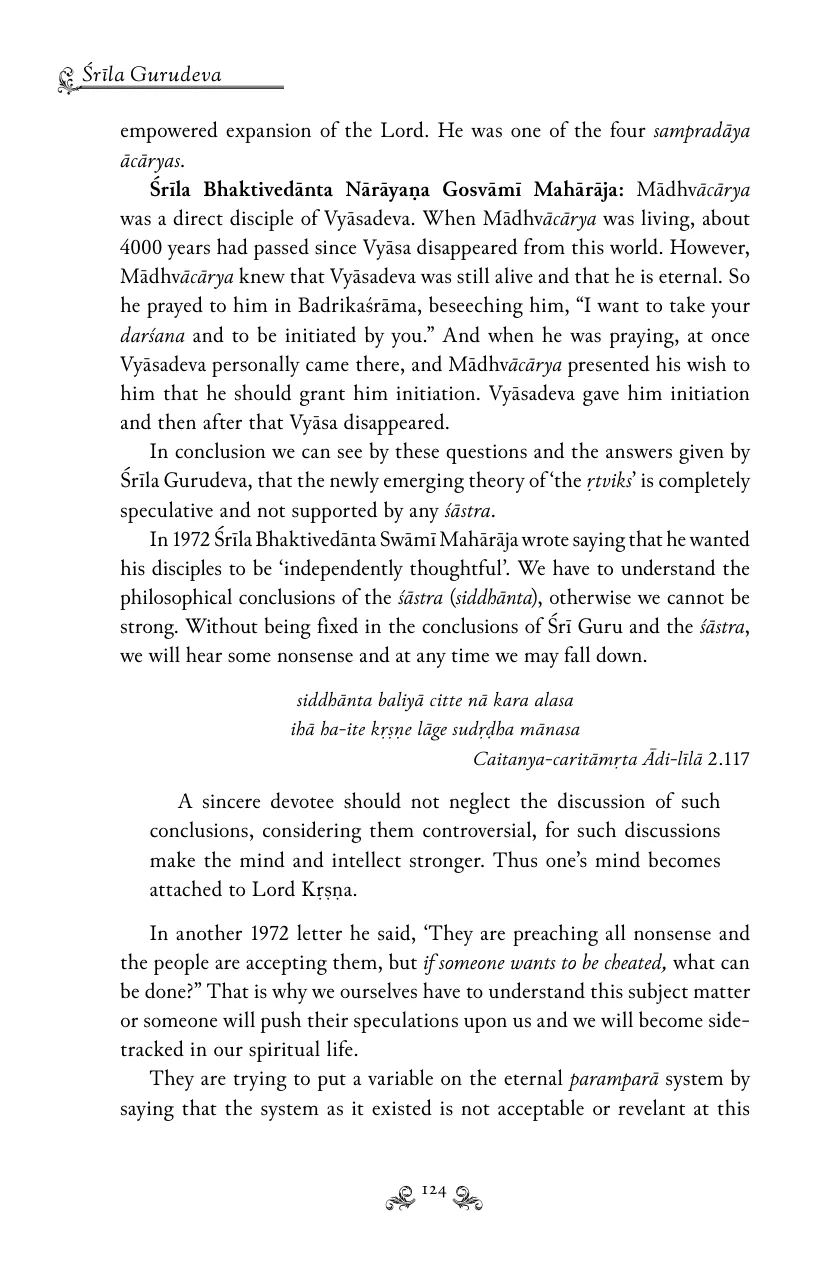 Śrīla Gurudeva
empowered expansion of the Lord. He was one of the four sampradāya
ācāryas.
Śrīla Bhaktivedānta Nārāyaṇa Gosvāmī Mahārāja: Mādhvācārya
was a direct disciple of Vyāsadeva. When Mādhvācārya was living, about
4000 years had passed since Vyāsa disappeared from this world. However,
Mādhvācārya knew that Vyāsadeva was still alive and that he is eternal. So
he prayed to him in Badrikaśrāma, beseeching him, “I want to take your
darśana and to be initiated by you.” And when he was praying, at once
Vyāsadeva personally came there, and Mādhvācārya presented his wish to
him that he should grant him initiation. Vyāsadeva gave him initiation
and then after that Vyāsa disappeared.
In conclusion we can see by these questions and the answers given by
Śrīla Gurudeva, that the newly emerging theory of ‘the ṛtviks’ is completely
speculative and not supported by any śāstra.
In 1972 Śrīla Bhaktivedānta Swāmī Mahārāja wrote saying that he wanted
his disciples to be ‘independently thoughtful’. We have to understand the
philosophical conclusions of the śāstra (siddhānta), otherwise we cannot be
strong. Without being fixed in the conclusions of Śrī Guru and the śāstra,
we will hear some nonsense and at any time we may fall down.
siddhānta baliyā citte nā kara alasa
ihā ha-ite kṛṣṇe lāge sudṛḍha mānasa
Caitanya-caritāmṛta Ādi-līlā 2.117
A sincere devotee should not neglect the discussion of such
conclusions, considering them controversial, for such discussions
make the mind and intellect stronger. Thus one’s mind becomes
attached to Lord Kṛṣṇa.
In another 1972 letter he said, ‘They are preaching all nonsense and
the people are accepting them, but if someone wants to be cheated, what can
be done?” That is why we ourselves have to understand this subject matter
or someone will push their speculations upon us and we will become side-
tracked in our spiritual life.
They are trying to put a variable on the eternal paramparā system by
saying that the system as it existed is not acceptable or revelant at this
124